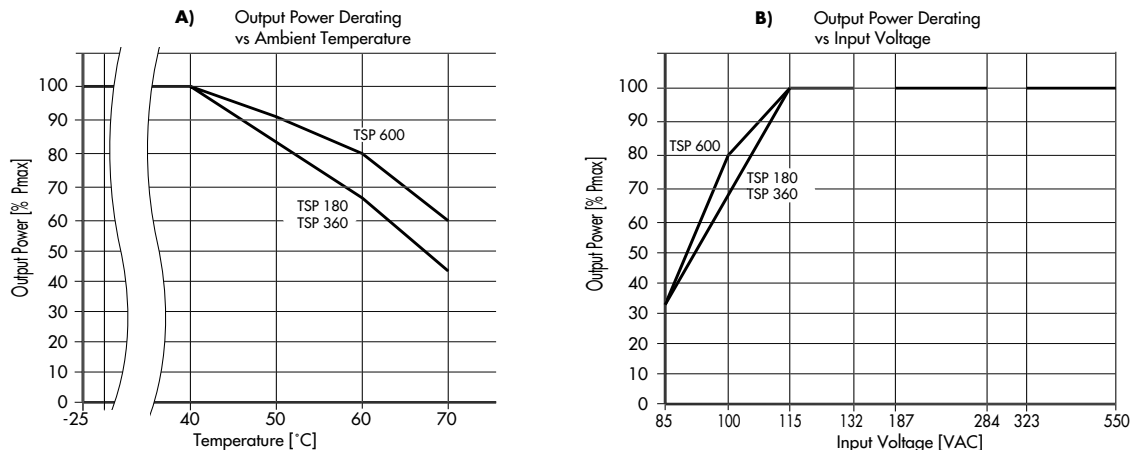 A) Output Power Derating
vs Ambient Temperature
Output Power [% Pmax]
100
90
80
70
60
50
40
30
20
10
0
TSP 600
TSP 180
TSP 360
-25 40 50 60 70
Temperature [˚C]
B) Output Power Derating
vs Input Voltage
Output Power [% Pmax]
100
90
80
70
60
50
40
30
20
10
0
TSP 600
TSP 180
TSP 360
85 100 115 132 187 284 323 550
Input Voltage [VAC]